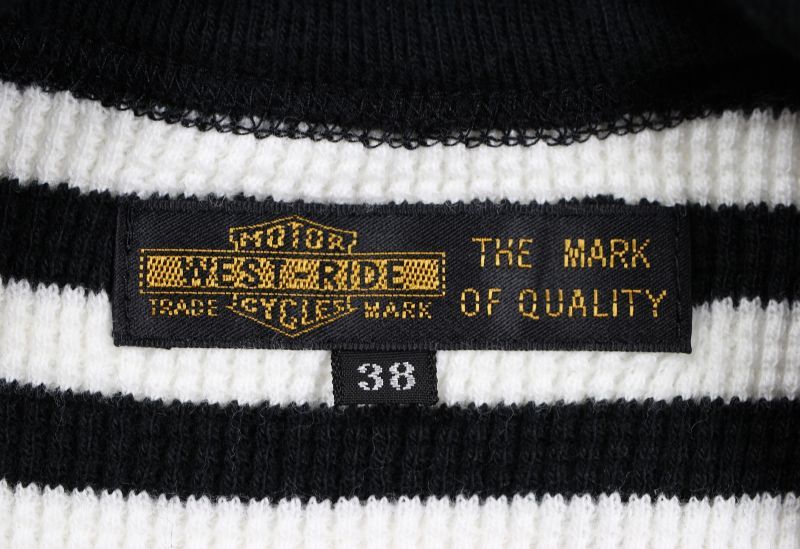 MOTOR
WEST-RIDE
TRADE CYCLES MARK
THE MARK
OF QUALITY
38